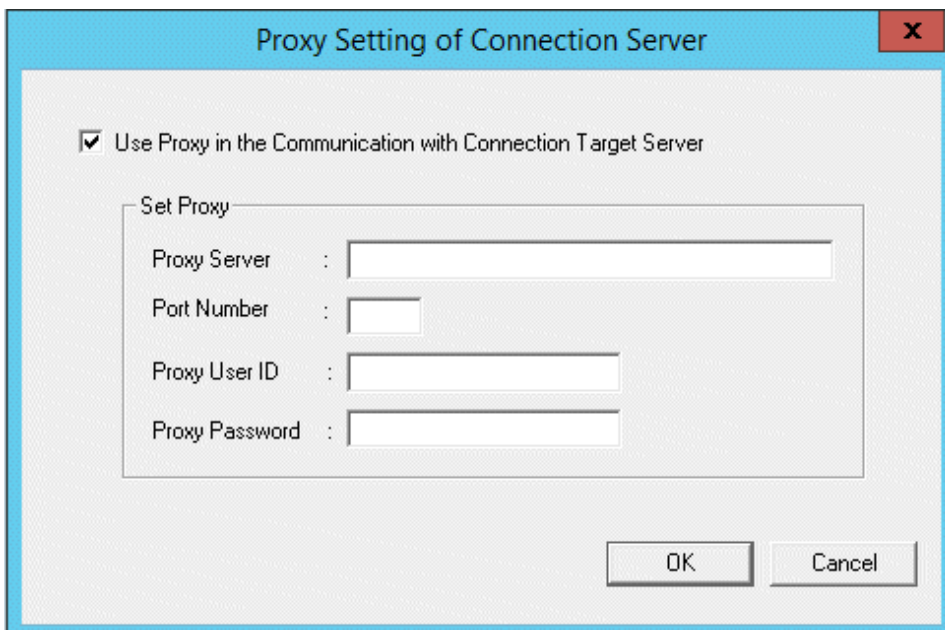 Proxy Setting of Connection Server
x
Use Proxy in the Communication with Connection Target Server
Set Proxy
Proxy Server :
Port Number :
Proxy User ID :
Proxy Password :
OK Cancel